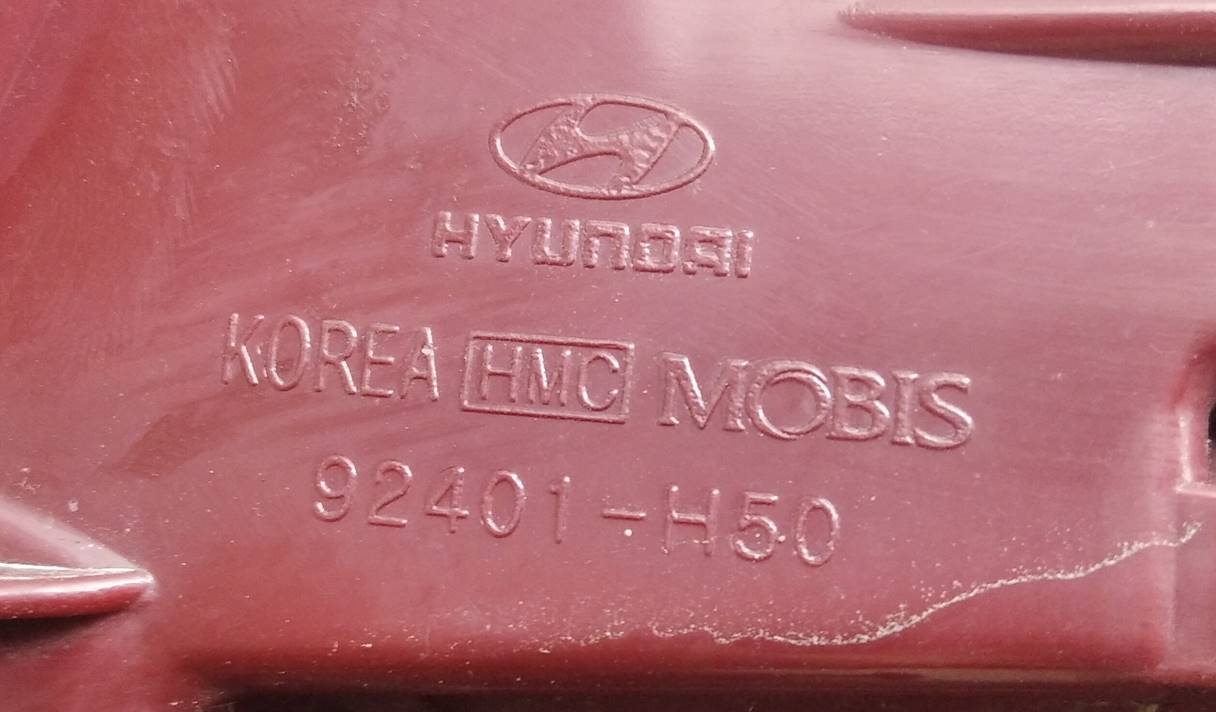 HYUNDAI
KOREA HMC MOBIS
92401-H50